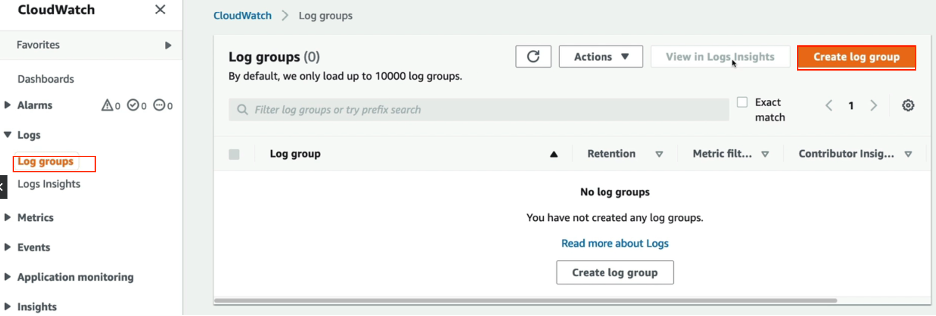 CloudWatch
Favorites
Dashboards
Alarms 0 0 0
Logs
Log groups
Logs Insights
Metrics
Events
Application monitoring
Insights
CloudWatch > Log groups
Log groups (0)
By default, we only load up to 10000 log groups.
Actions
View in Logs Insights
Create log group
Filter log groups or try prefix search
Exact
match
1
Log group
Retention
Metric filt...
Contributor Insig...
No log groups
You have not created any log groups.
Read more about Logs
Create log group